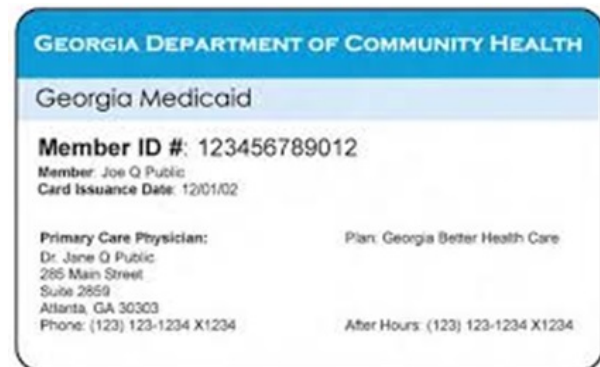 GEORGIA DEPARTMENT OF COMMUNITY HEALTH
Georgia Medicaid
Member ID #: 123456789012
Member: Joe Q Public
Card Issuance Date: 12/01/02
Primary Care Physician:
Dr. Jane Q Public
285 Main Street
Suite 2859
Atlanta, GA 30303
Phone: (123) 123-1234 X1234
Plan: Georgia Better Health Care
After Hours: (123) 123-1234 X1234